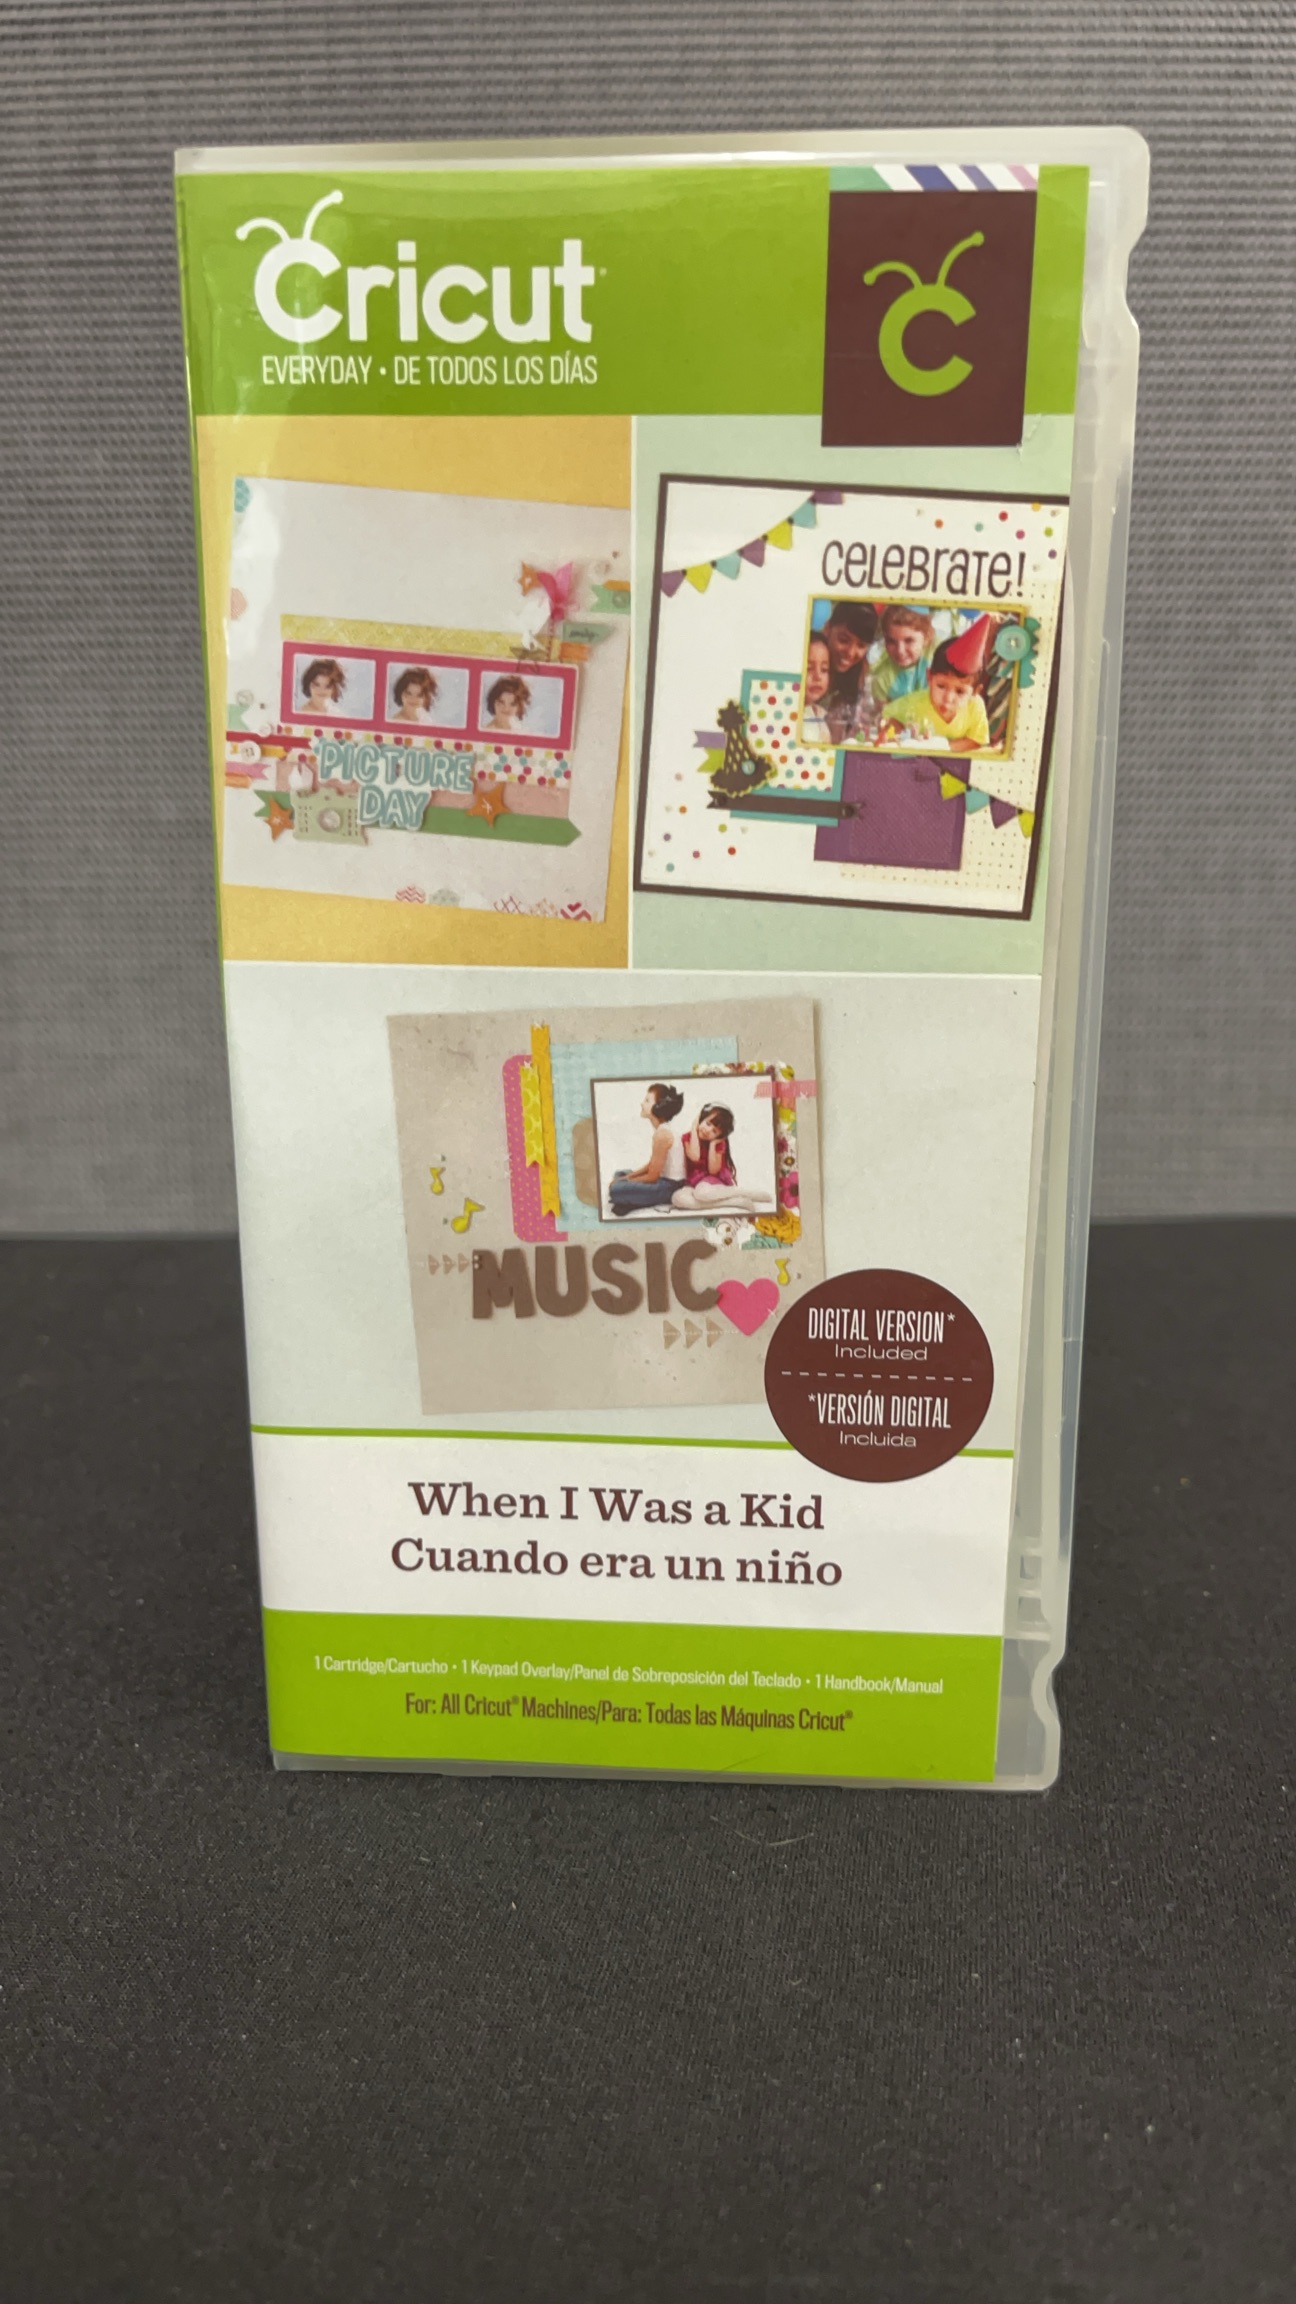 Cricut
EVERYDAY • DE TODOS LOS DÍAS
PICTURE
DAY
CELEBRATE!
MUSIC
DIGITAL VERSION*
Included
*VERSIÓN DIGITAL
Incluida
When I Was a Kid
Cuando era un niño
1 Cartridge/Cartucho • 1 Keypad Overlay/Panel de Sobreposición del Teclado • 1 Handbook/Manual
For: All Cricut® Machines/Para: Todas las Máquinas Cricut®